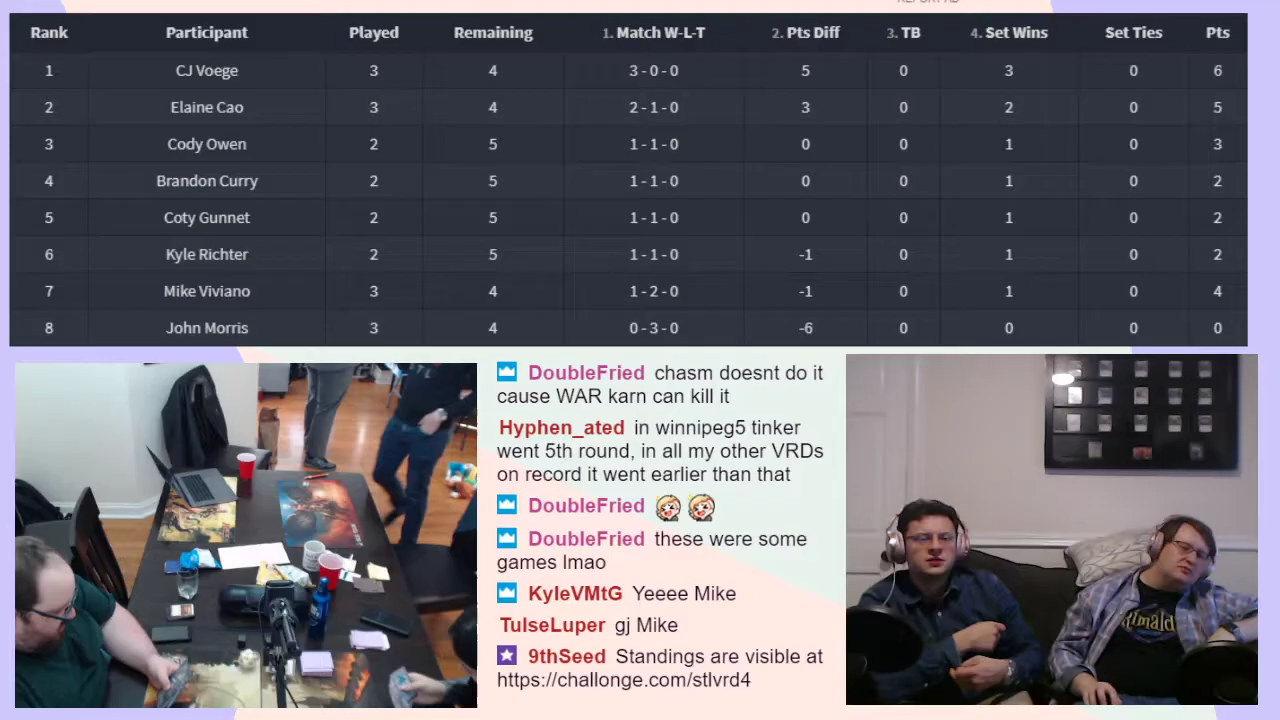 Rank Participant Played Remaining 1. Match W-L-T 2. Pts Diff 3. TB 4. Set Wins Set Ties Pts
1 CJ Voege 3 4 3 - 0 - 0 5 0 3 0 6
2 Elaine Cao 3 4 2 - 1 - 0 3 0 2 0 5
3 Cody Owen 2 5 1 - 1 - 0 0 0 1 0 3
4 Brandon Curry 2 5 1 - 1 - 0 0 0 1 0 2
5 Coty Gunnet 2 5 1 - 1 - 0 0 0 1 0 2
6 Kyle Richter 2 5 1 - 1 - 0 -1 0 1 0 2
7 Mike Viviano 3 4 1 - 2 - 0 -1 0 1 0 4
8 John Morris 3 4 0 - 3 - 0 -6 0 0 0 0
DoubleFried chasm doesnt do it
cause WAR karn can kill it
Hyphen_ated in winnipeg5 tinker
went 5th round, in all my other VRDs
on record it went earlier than that
DoubleFried
DoubleFried these were some
games lmao
KyleVMtG Yeeee Mike
TulseLuper gj Mike
9thSeed Standings are visible at
https://challonge.com/stlvrd4